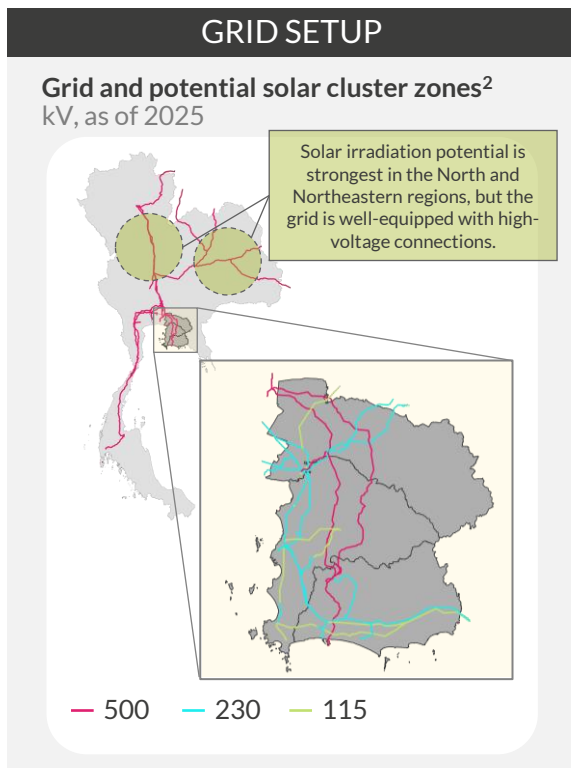 GRID SETUP
Grid and potential solar cluster zones²
kV, as of 2025
Solar irradiation potential is
strongest in the North and
Northeastern regions, but the
grid is well-equipped with high-
voltage connections.
500 230 115